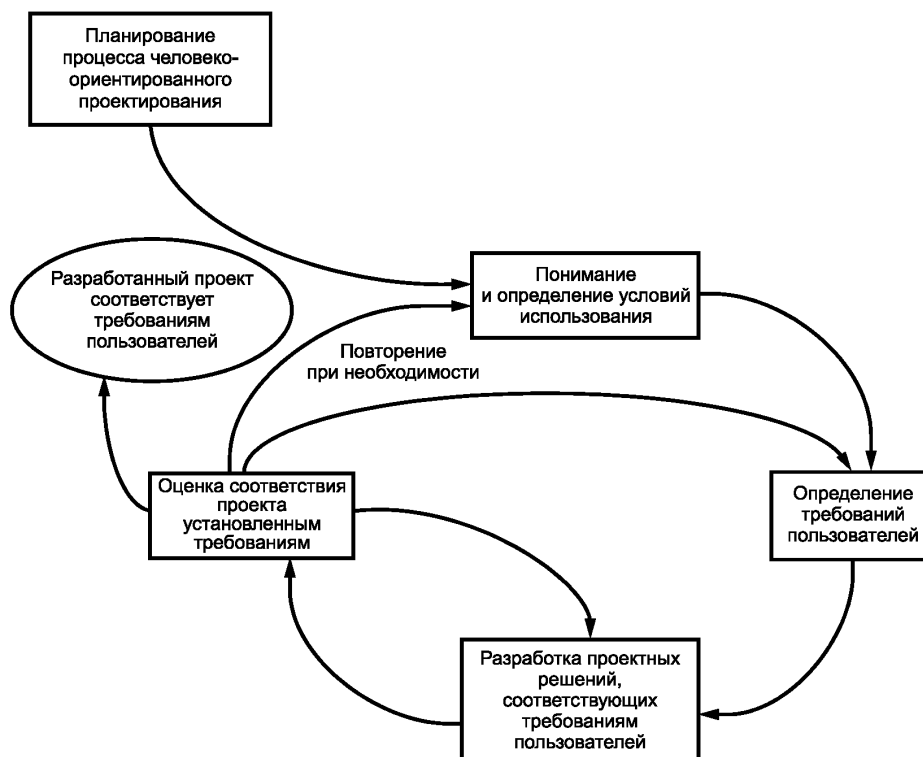 Планирование
процесса человеко-
ориентированного
проектирования
Разработанный проект
соответствует
требованиям
пользователей
Понимание
и определение условий
использования
Повторение
при необходимости
Оценка соответствия
проекта
установленным
требованиям
Определение
требований
пользователей
Разработка проектных
решений,
соответствующих
требованиям
пользователей